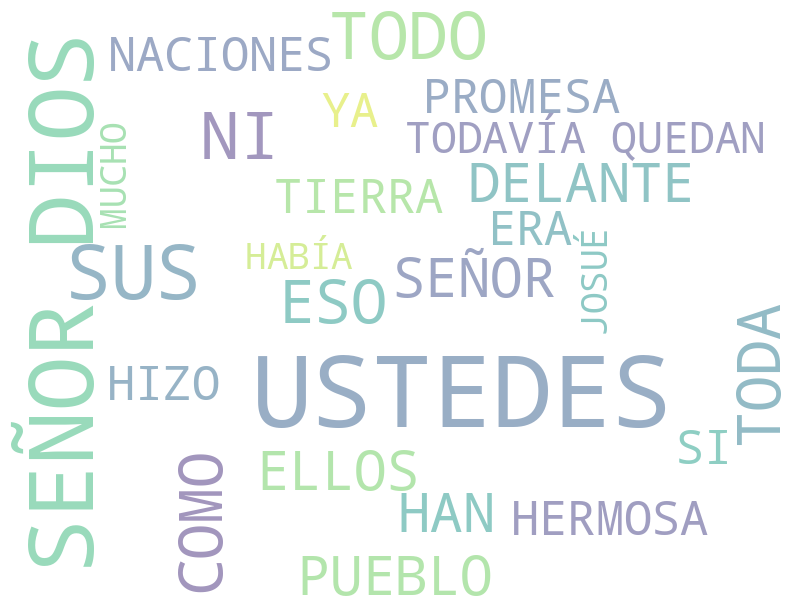 TODO
NACIONES
SEÑOR DIOS
PROMESA
YA
NI
TODAVÍA QUEDAN
MUCHO
DELANTE
TIERRA
ERA
JOSUÉ
HABÍA
SUS
SEÑOR
ESO
TODA
USTEDES
HIZO
SI
ELLOS
COMO
HAN
HERMOSA
PUEBLO